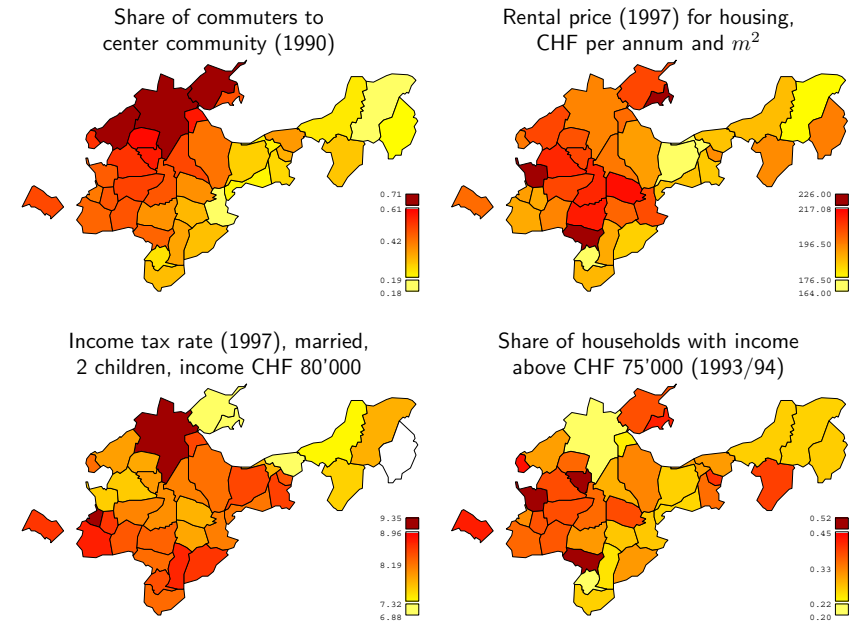 Share of commuters to
center community (1990)
0.71
0.61
0.42
0.19
0.18
Rental price (1997) for housing,
CHF per annum and m²
226.00
217.08
196.50
176.50
164.00
Income tax rate (1997), married,
2 children, income CHF 80'000
9.35
8.96
8.19
7.32
6.88
Share of households with income
above CHF 75'000 (1993/94)
0.52
0.45
0.33
0.22
0.20